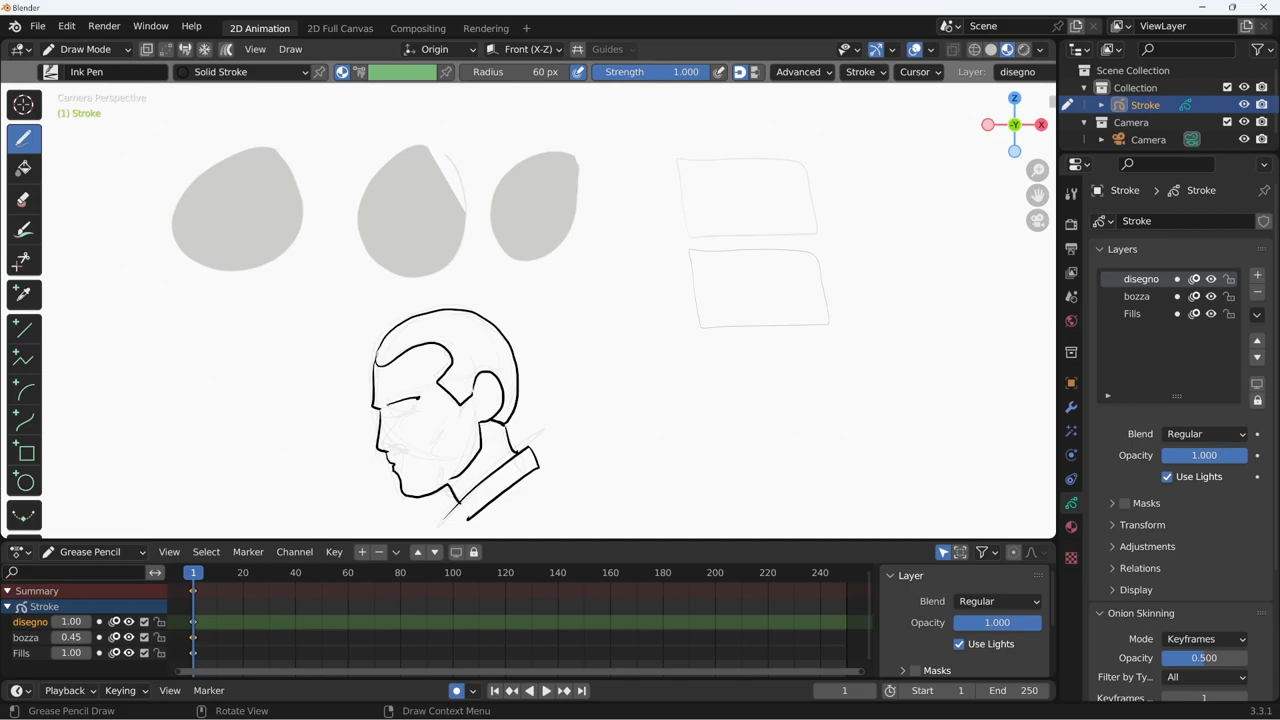 Blender
File Edit Render Window Help 2D Animation 2D Full Canvas Compositing Rendering Scene ViewLayer
Draw Mode View Draw Origin Front (X-Z) Guides
Ink Pen Solid Stroke Radius 60 px Strength 1.000 Advanced Stroke Cursor Layer: disegno
Camera Perspective
(1) Stroke
Z
-Y
X
Scene Collection
Collection
Stroke
Camera
Camera
Stroke Stroke
Stroke
Layers
disegno
bozza
Fills
Blend Regular
Opacity 1.000
Use Lights
Masks
Transform
Adjustments
Relations
Display
Onion Skinning
Mode Keyframes
Opacity 0.500
Filter by Ty... All
Keyframes 1
Grease Pencil View Select Marker Channel Key
1 20 40 60 80 100 120 140 160 180 200 220 240
Summary
Stroke
disegno 1.00
bozza 0.45
Fills 1.00
Layer
Blend Regular
Opacity 1.000
Use Lights
Masks
Playback Keying View Marker 1 Start 1 End 250
Grease Pencil Draw Rotate View Draw Context Menu 3.3.1